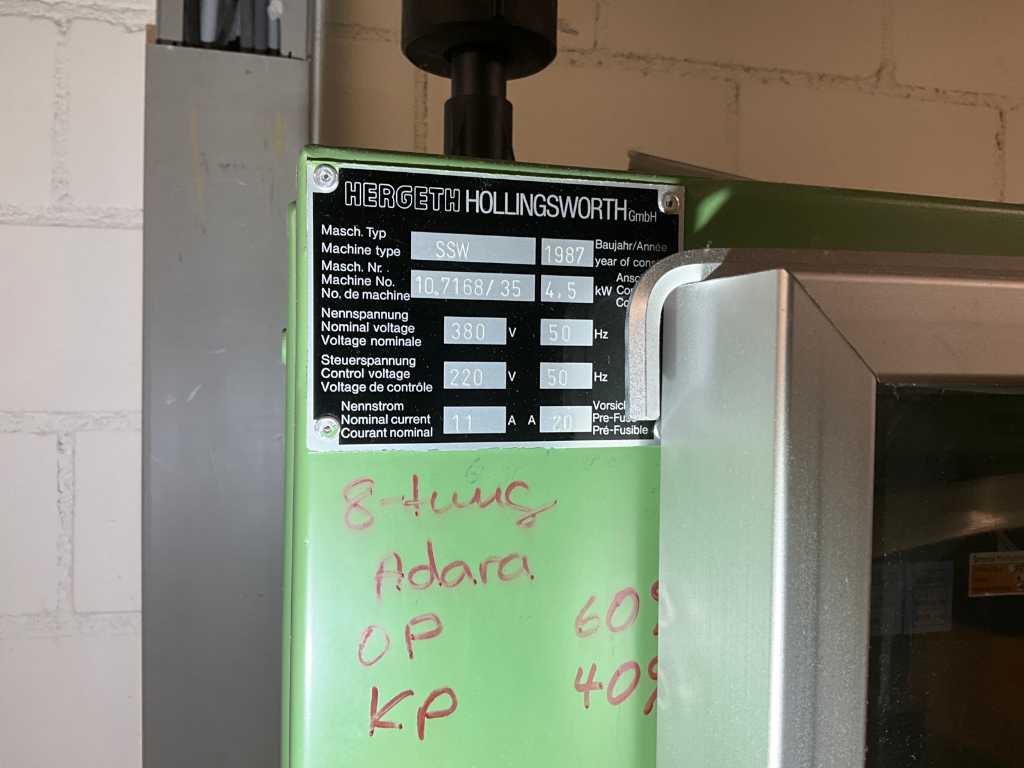 HERGETH HOLLINGSWORTH GmbH
Masch. Typ
Machine type SSW 1987 Baujahr/Année
year of cons
Masch. Nr.
Machine No. 10.7168/35 4,5 kW
No. de machine
Nennspannung
Nominal voltage 380 V 50 Hz
Voltage nominale
Steuerspannung
Control voltage 220 V 50 Hz
Voltage de contrôle
Nennstrom
Nominal current 11 A A 20
Courant nominal Pré-Fusible
8-tung
Adara
OP 60%
KP 40%